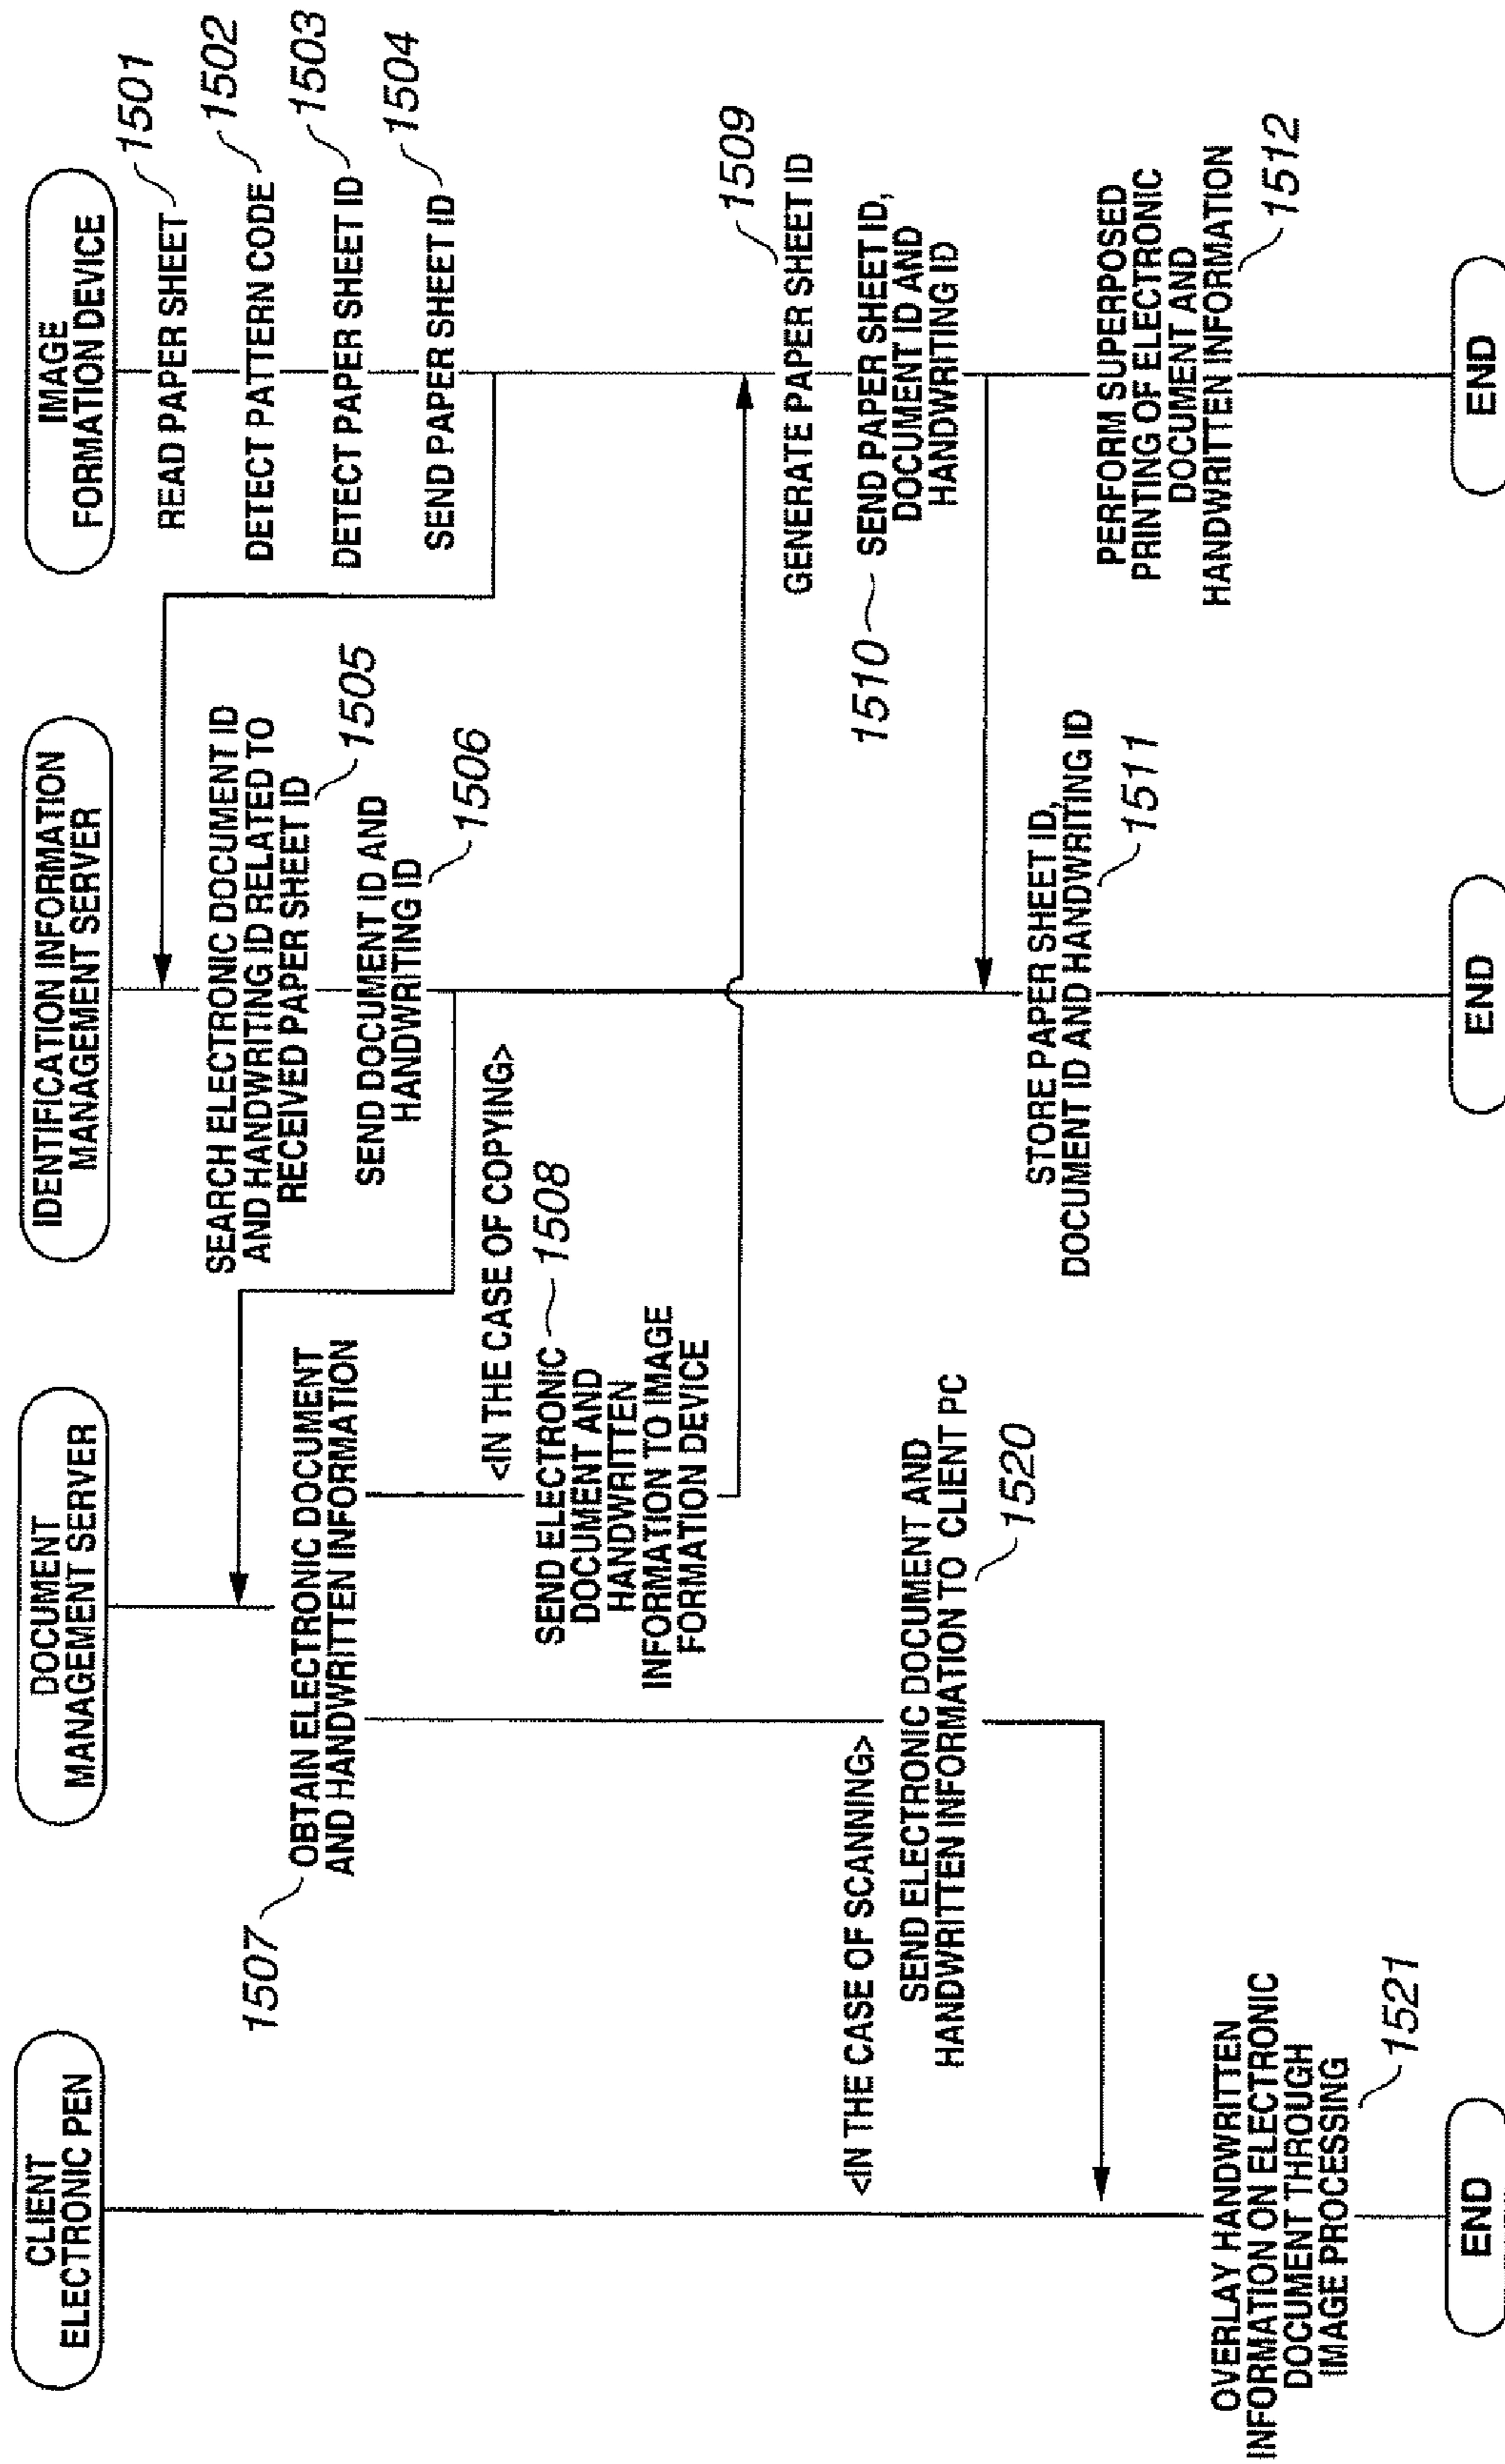 CLIENT
ELECTRONIC PEN
DOCUMENT
MANAGEMENT SERVER
IDENTIFICATION INFORMATION
MANAGEMENT SERVER
IMAGE
FORMATION DEVICE
READ PAPER SHEET
1501
DETECT PATTERN CODE
1502
DETECT PAPER SHEET ID
1503
SEND PAPER SHEET ID
1504
SEARCH ELECTRONIC DOCUMENT ID
AND HANDWRITING ID RELATED TO
RECEIVED PAPER SHEET ID
1505
SEND DOCUMENT ID AND
HANDWRITING ID
1506
1507
OBTAIN ELECTRONIC DOCUMENT
AND HANDWRITTEN INFORMATION
<IN THE CASE OF COPYING>
SEND ELECTRONIC
DOCUMENT AND
HANDWRITTEN
INFORMATION TO IMAGE
FORMATION DEVICE
1508
GENERATE PAPER SHEET ID
1509
1510
SEND PAPER SHEET ID,
DOCUMENT ID AND
HANDWRITING ID
STORE PAPER SHEET ID,
DOCUMENT ID AND HANDWRITING ID
1511
PERFORM SUPERPOSED
PRINTING OF ELECTRONIC
DOCUMENT AND
HANDWRITTEN INFORMATION
1512
<IN THE CASE OF SCANNING>
SEND ELECTRONIC DOCUMENT AND
HANDWRITTEN INFORMATION TO CLIENT PC
1520
OVERLAY HANDWRITTEN
INFORMATION ON ELECTRONIC
DOCUMENT THROUGH
IMAGE PROCESSING
1521
END
END
END